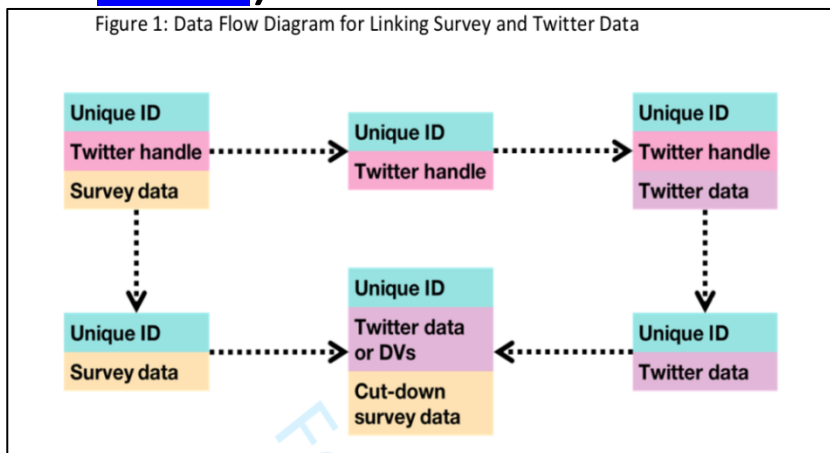 Figure 1: Data Flow Diagram for Linking Survey and Twitter Data
Unique ID
Twitter handle
Survey data
Unique ID
Twitter handle
Unique ID
Twitter handle
Twitter data
Unique ID
Survey data
Unique ID
Twitter data
or DVs
Cut-down
survey data
Unique ID
Twitter data